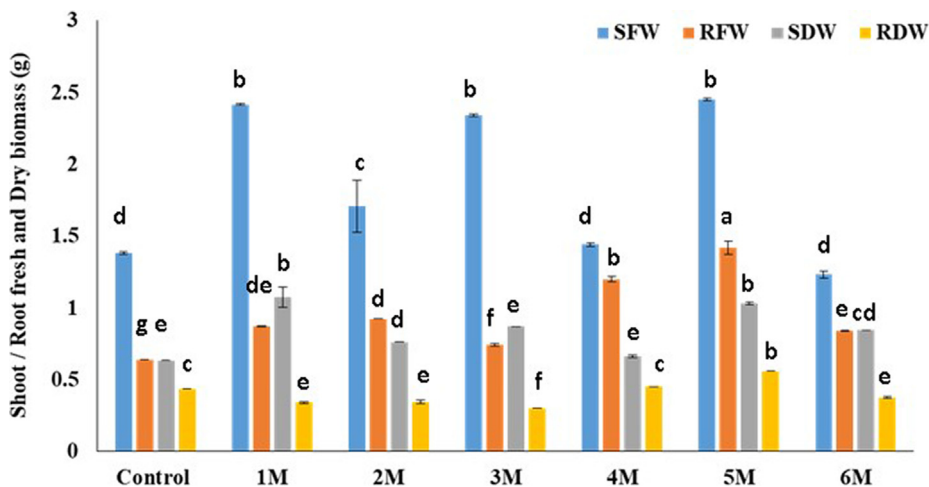 3
SFW RFW SDW RDW
Shoot / Root fresh and Dry biomass (g)
b b b
2.5
2
c
d d d
1.5
a
b
de b
1
g e d d f e e b e cd
0.5
c e e f c b e
0
Control 1M 2M 3M 4M 5M 6M